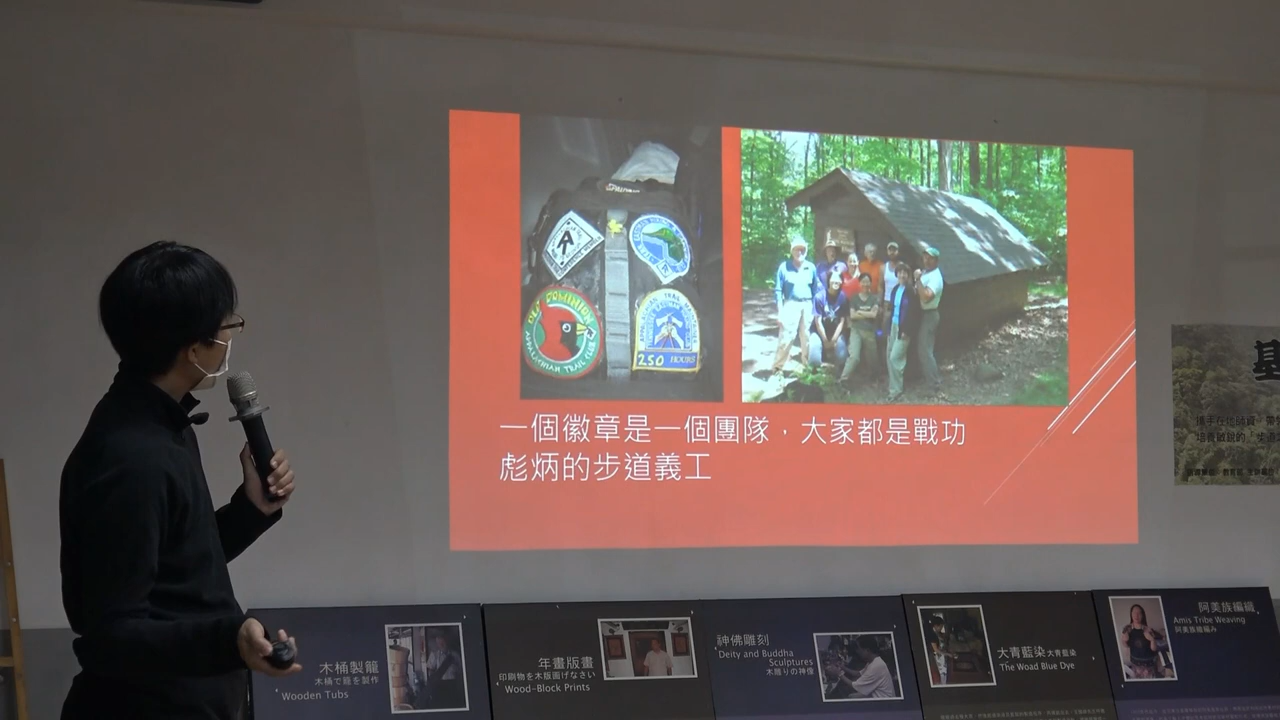 OLD DOMINION
APPALACHIAN TRAIL CLUB
APPALACHIAN TRAIL
250 HOURS
一個徽章是一個團隊，大家都是戰功
彪炳的步道義工
基
木桶製籠
木桶で籠を製作
Wooden Tubs
年畫版畫
印刷物を木版画げなさい
Wood-Block Prints
神佛雕刻
Deity and Buddha
Sculptures
木雕りの神像
大青藍染 大青藍染
The Woad Blue Dye
阿美族編織
Amis Tribe Weaving
阿美族編編み